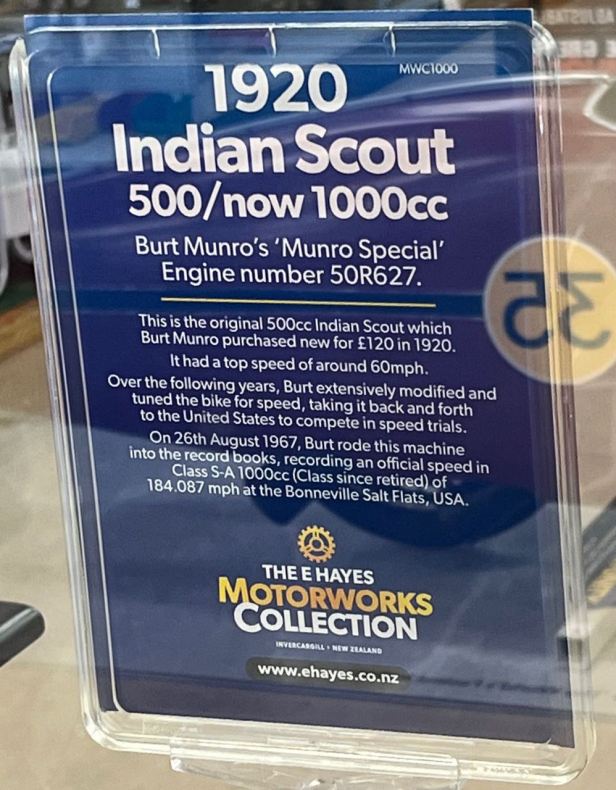 MWC1000
1920
Indian Scout
500/now 1000cc
Burt Munro's 'Munro Special'
Engine number 50R627.
This is the original 500cc Indian Scout which
Burt Munro purchased new for £120 in 1920.
It had a top speed of around 60mph.
Over the following years, Burt extensively modified and
tuned the bike for speed, taking it back and forth
to the United States to compete in speed trials.
On 26th August 1967, Burt rode this machine
into the record books, recording an official speed in
Class S-A 1000cc (Class since retired) of
184.087 mph at the Bonneville Salt Flats, USA.
THE E HAYES
MOTORWORKS
COLLECTION
INVERCARGILL • NEW ZEALAND
www.ehayes.co.nz
35